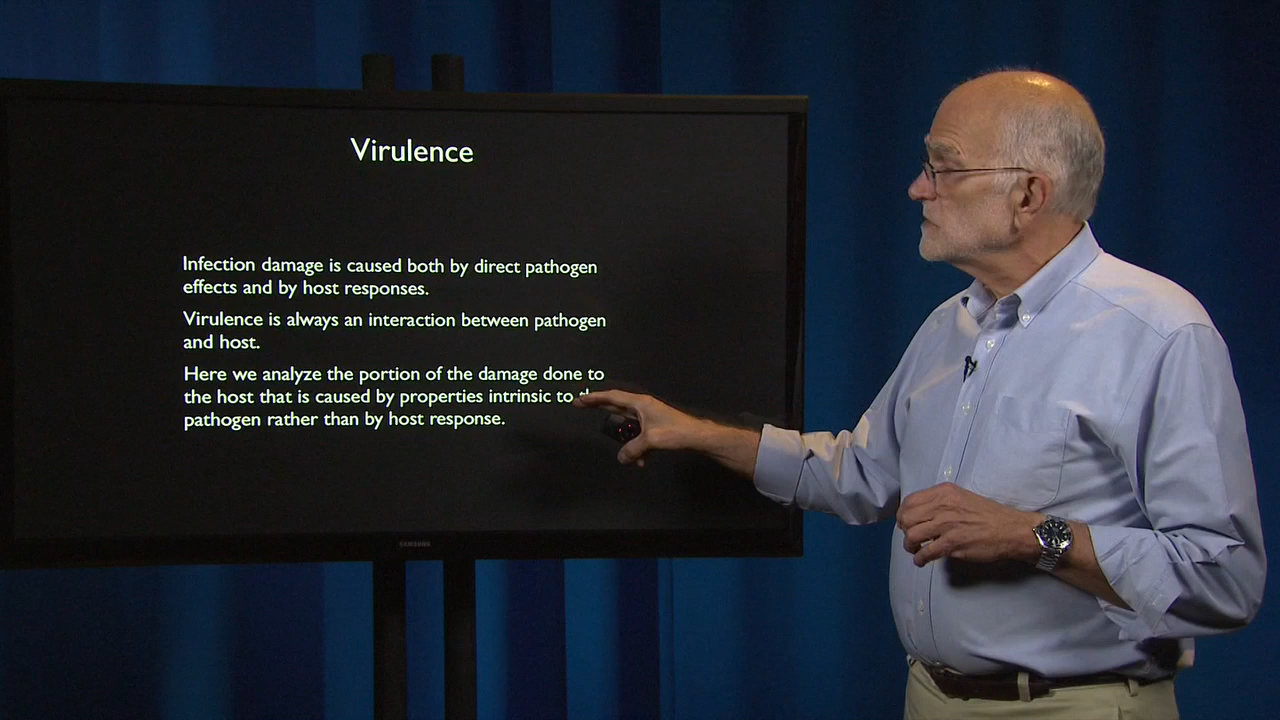 Virulence
Infection damage is caused both by direct pathogen
effects and by host responses.
Virulence is always an interaction between pathogen
and host.
Here we analyze the portion of the damage done to
the host that is caused by properties intrinsic to
pathogen rather than by host response.
SAMSUNG